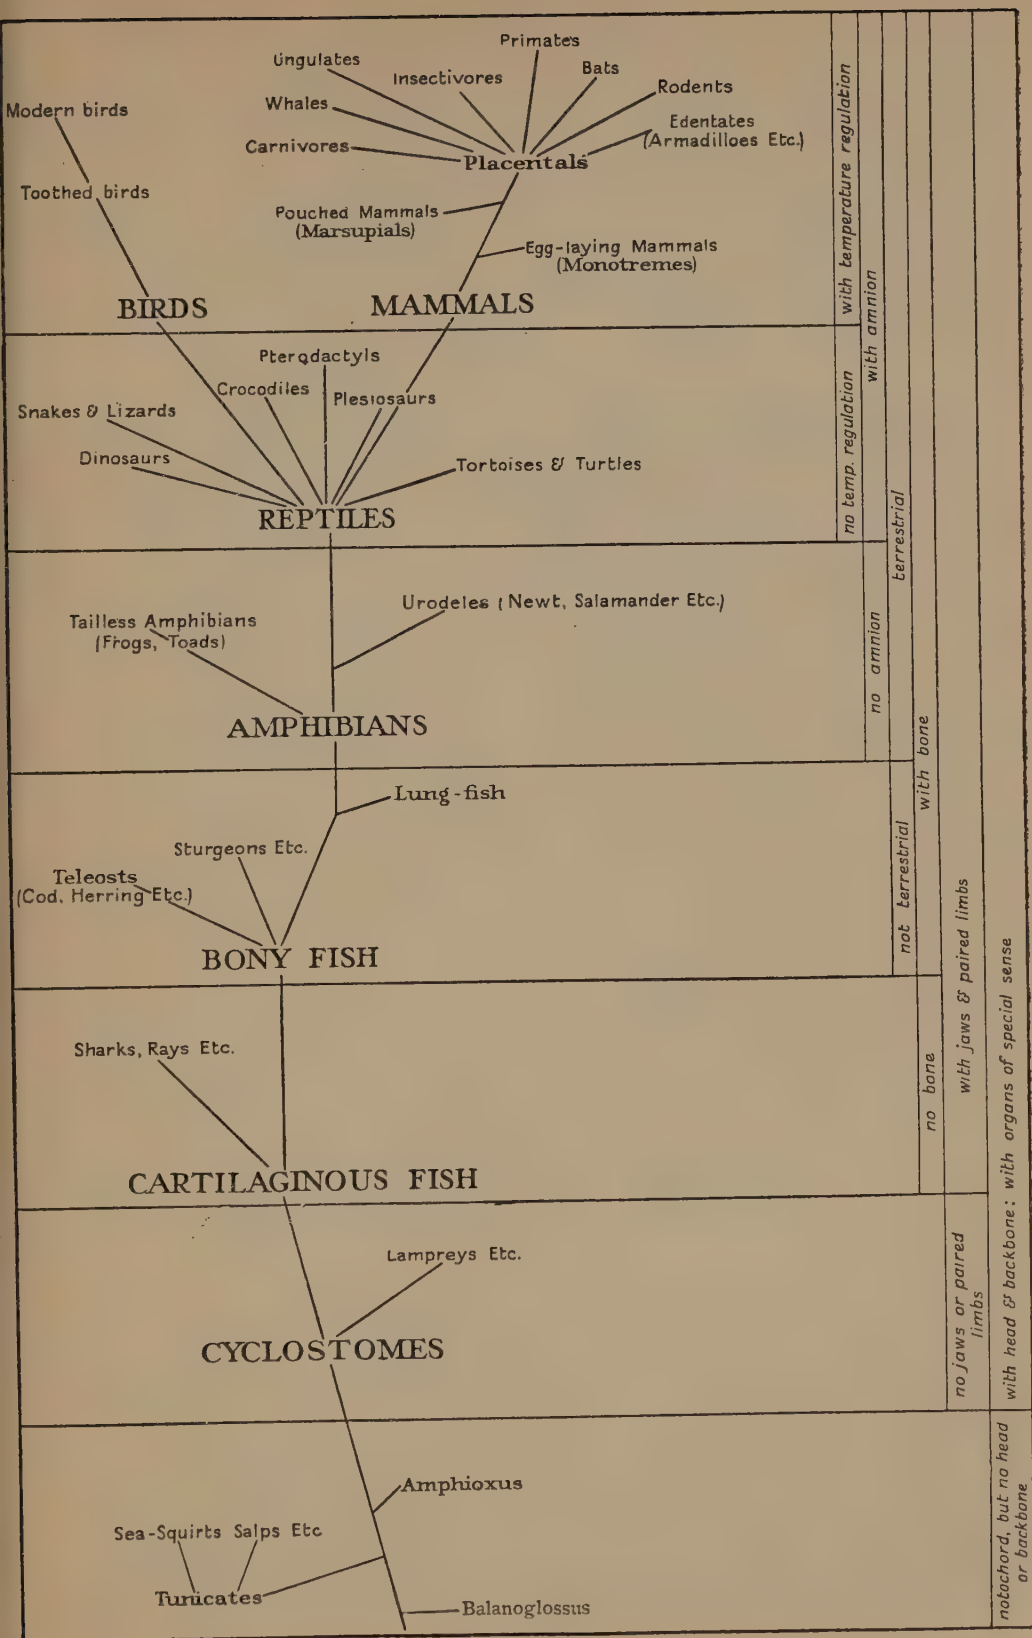 Primates
Ungulates
Insectivores
Bats
Rodents
Modern birds
Whales
Edentates
(Armadilloes Etc.)
Carnivores
Placentals
Toothed birds
Pouched Mammals
(Marsupials)
Egg-laying Mammals
(Monotremes)
BIRDS
MAMMALS
Pterodactyls
Crocodiles
Plesiosaurs
Snakes & Lizards
Dinosaurs
Tortoises & Turtles
REPTILES
Urodeles (Newt, Salamander Etc.)
Tailless Amphibians
(Frogs, Toads)
AMPHIBIANS
Lung-fish
Sturgeons Etc.
Teleosts
(Cod, Herring Etc.)
BONY FISH
Sharks, Rays Etc.
CARTILAGINOUS FISH
Lampreys Etc.
CYCLOSTOMES
Amphioxus
Sea-Squirts Salps Etc
Tunicates
Balanoglossus
with temperature regulation
no temp. regulation
with amnion
no amnion
terrestrial
not terrestrial
with bone
no bone
with jaws & paired limbs
no jaws or paired
limbs
with head & backbone: with organs of special sense
notochord, but no head
or backbone